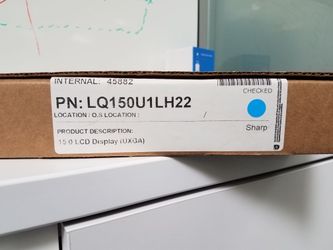 INTERNAL: 45882
CHECKED
PN: LQ150U1LH22
LOCATION / O.S LOCATION: /
PRODUCT DESCRIPTION: Sharp
15.0 LCD Display (UXGA)